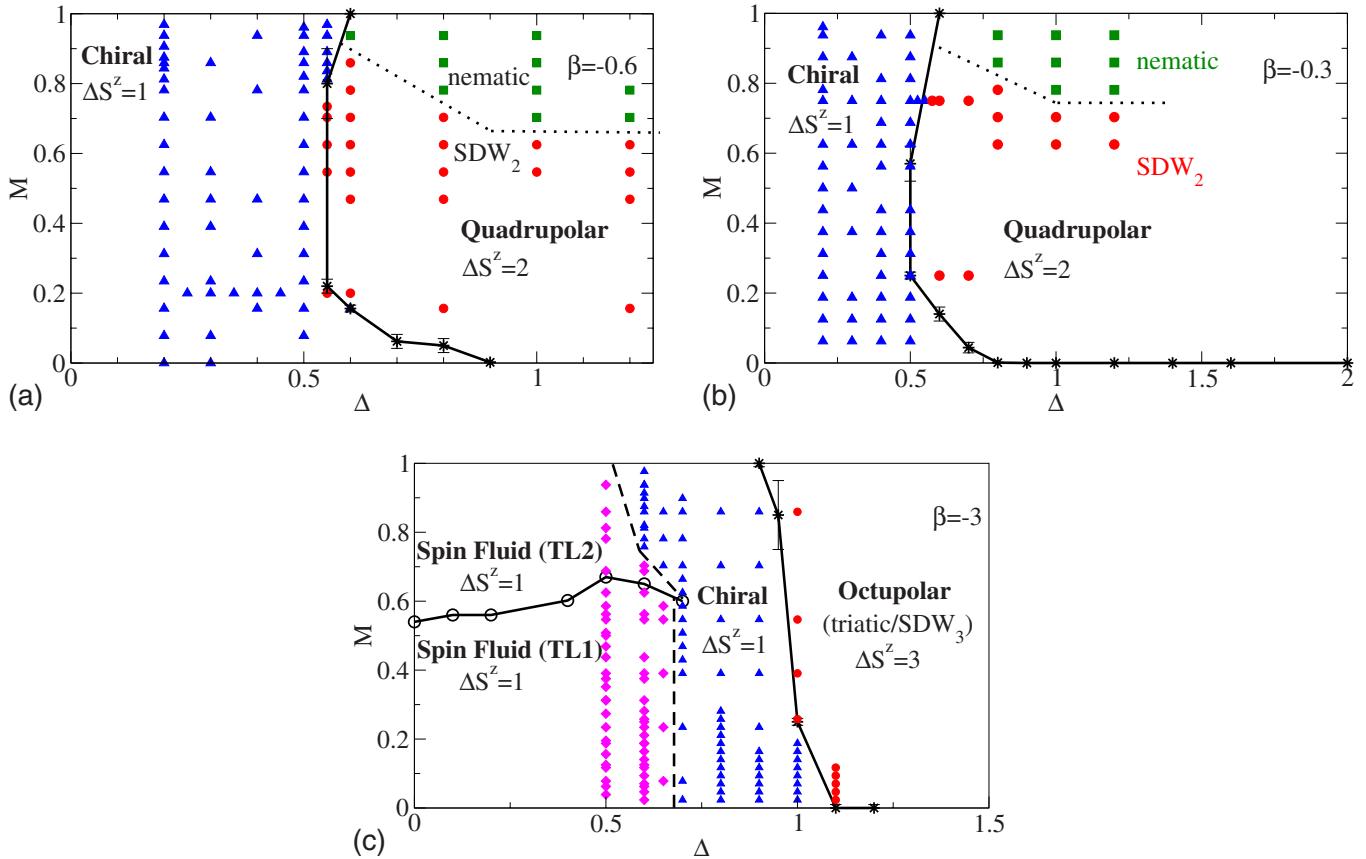 1
0.8
0.6
0.4
0.2
0
M
Chiral
ΔS^z=1
nematic
β=-0.6
SDW_2
Quadrupolar
ΔS^z=2
0
0.5
1
Δ
(a)
1
0.8
0.6
0.4
0.2
0
M
Chiral
ΔS^z=1
nematic
β=-0.3
SDW_2
Quadrupolar
ΔS^z=2
0
0.5
1
1.5
2
Δ
(b)
1
0.8
0.6
0.4
0.2
0
M
β=-3
Spin Fluid (TL2)
ΔS^z=1
Chiral
ΔS^z=1
Octupolar
(triatic/SDW_3)
ΔS^z=3
Spin Fluid (TL1)
ΔS^z=1
0
0.5
1
1.5
Δ
(c)